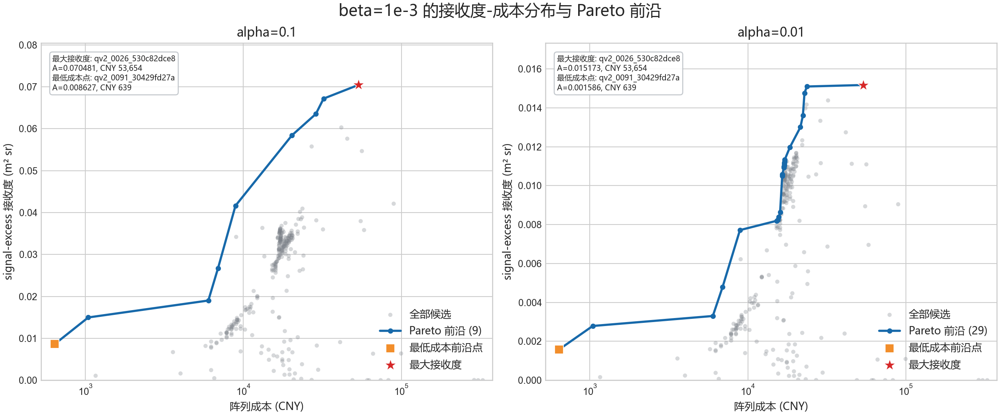 beta=1e-3 的接收度-成本分布与 Pareto 前沿
alpha=0.1
0.08
0.07
0.06
0.05
0.04
0.03
0.02
0.01
0.00
signal-excess 接收度 (m² sr)
最大接收度: qv2_0026_530c82dce8
A=0.070481, CNY 53,654
最低成本点: qv2_0091_30429fd27a
A=0.008627, CNY 639
全部候选
Pareto 前沿 (9)
最低成本前沿点
最大接收度
10³
10⁴
10⁵
阵列成本 (CNY)
alpha=0.01
0.016
0.014
0.012
0.010
0.008
0.006
0.004
0.002
0.000
signal-excess 接收度 (m² sr)
最大接收度: qv2_0026_530c82dce8
A=0.015173, CNY 53,654
最低成本点: qv2_0091_30429fd27a
A=0.001586, CNY 639
全部候选
Pareto 前沿 (29)
最低成本前沿点
最大接收度
10³
10⁴
10⁵
阵列成本 (CNY)